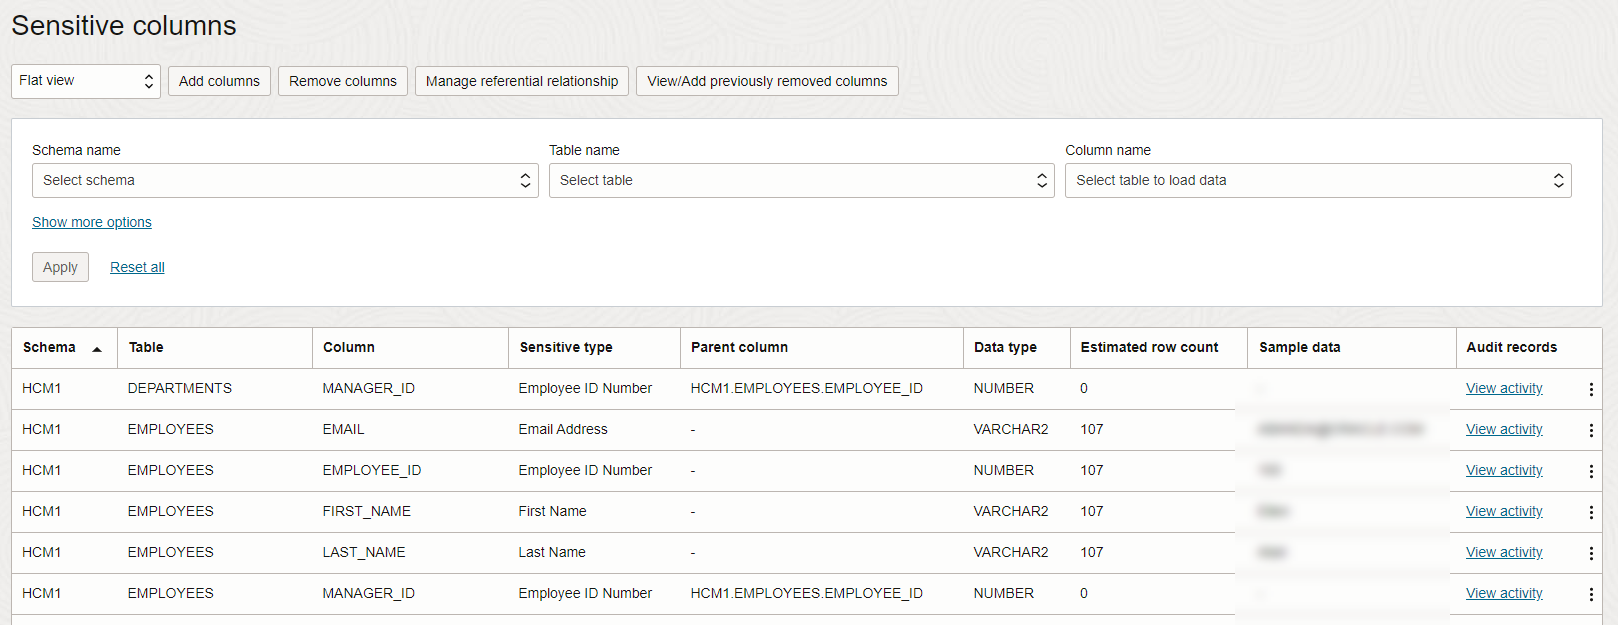 Sensitive columns
Flat view Add columns Remove columns Manage referential relationship View/Add previously removed columns
Schema name Table name Column name
Select schema Select table Select table to load data
Show more options
Apply Reset all
Schema Table Column Sensitive type Parent column Data type Estimated row count Sample data Audit records
HCM1 DEPARTMENTS MANAGER_ID Employee ID Number HCM1.EMPLOYEES.EMPLOYEE_ID NUMBER 0 View activity
HCM1 EMPLOYEES EMAIL Email Address - VARCHAR2 107 View activity
HCM1 EMPLOYEES EMPLOYEE_ID Employee ID Number - NUMBER 107 View activity
HCM1 EMPLOYEES FIRST_NAME First Name - VARCHAR2 107 View activity
HCM1 EMPLOYEES LAST_NAME Last Name - VARCHAR2 107 View activity
HCM1 EMPLOYEES MANAGER_ID Employee ID Number HCM1.EMPLOYEES.EMPLOYEE_ID NUMBER 0 View activity